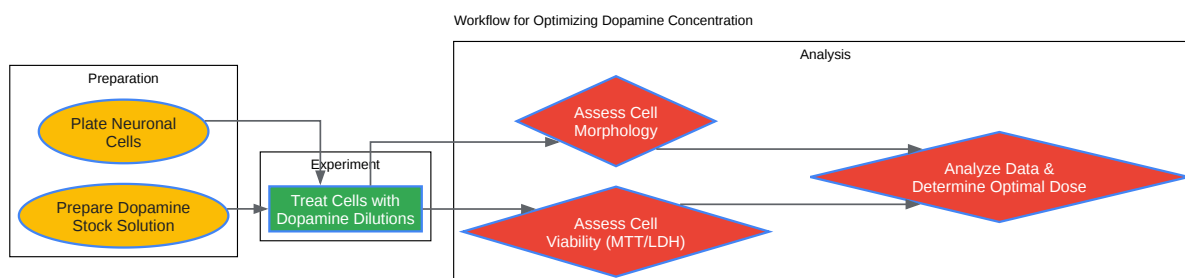 Workflow for Optimizing Dopamine Concentration
Preparation
Plate Neuronal
Cells
Prepare Dopamine
Stock Solution
Experiment
Treat Cells with
Dopamine Dilutions
Analysis
Assess Cell
Morphology
Assess Cell
Viability (MTT/LDH)
Analyze Data &
Determine Optimal Dose